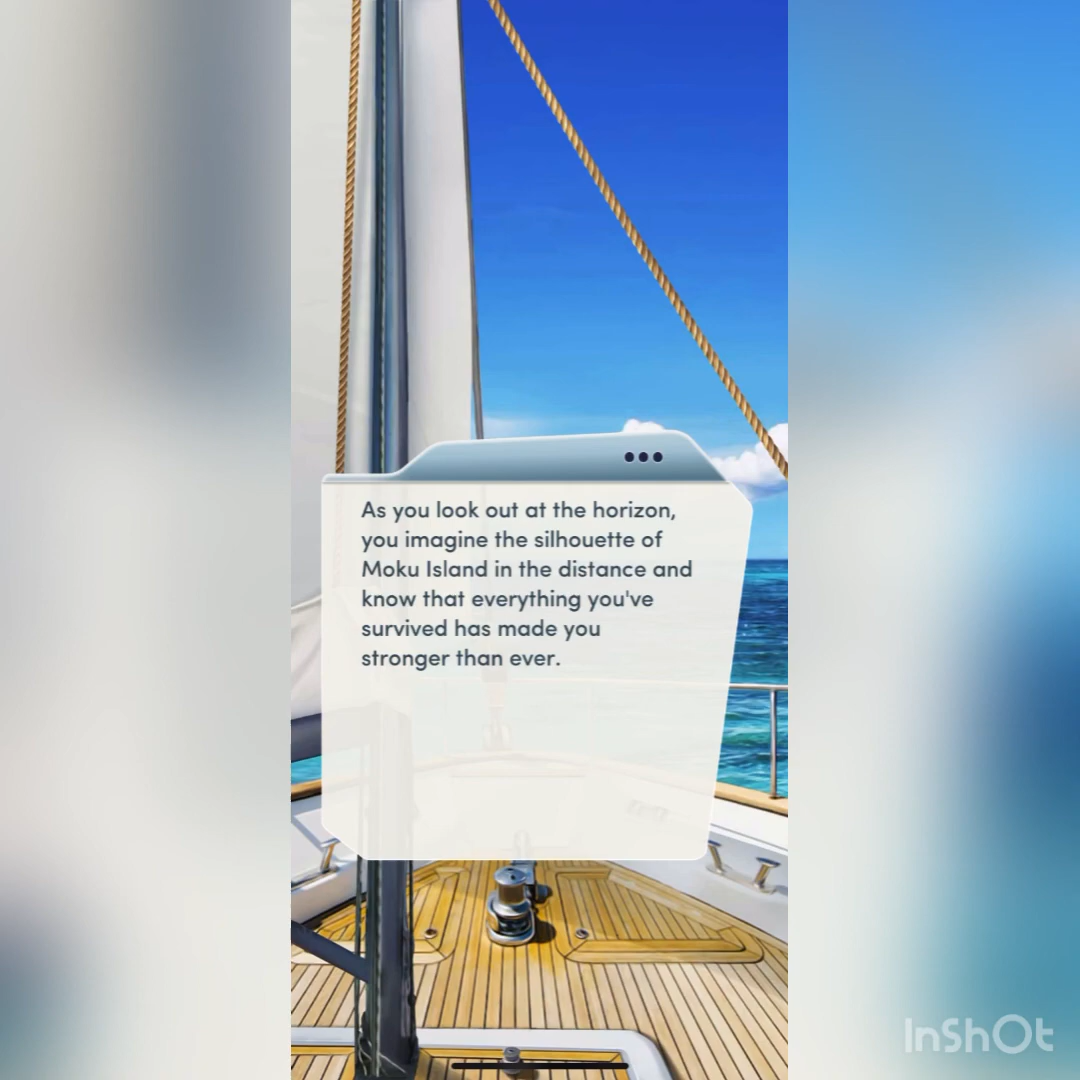 As you look out at the horizon,
you imagine the silhouette of
Moku Island in the distance and
know that everything you've
survived has made you
stronger than ever.
InShOt